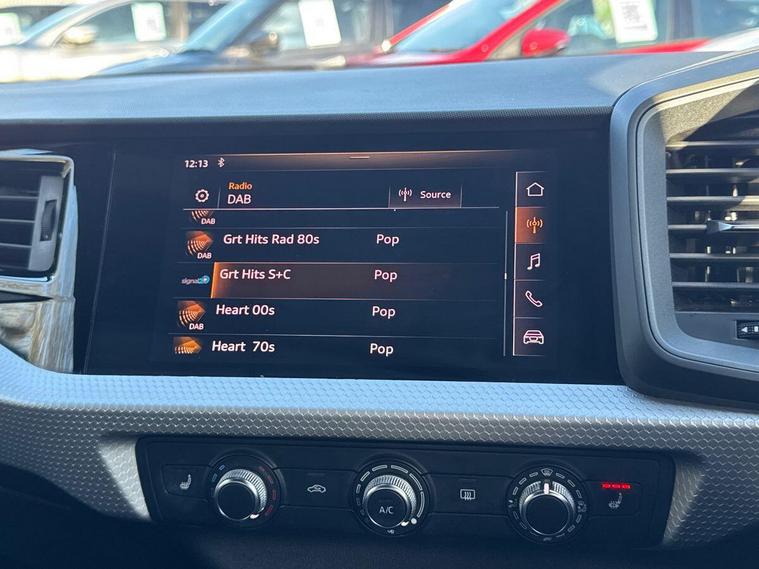 12:13
Radio
DAB
Source
DAB
Grt Hits Rad 80s Pop
DAB
Grt Hits S+C Pop
Heart 00s Pop
DAB
Heart 70s Pop
A/C